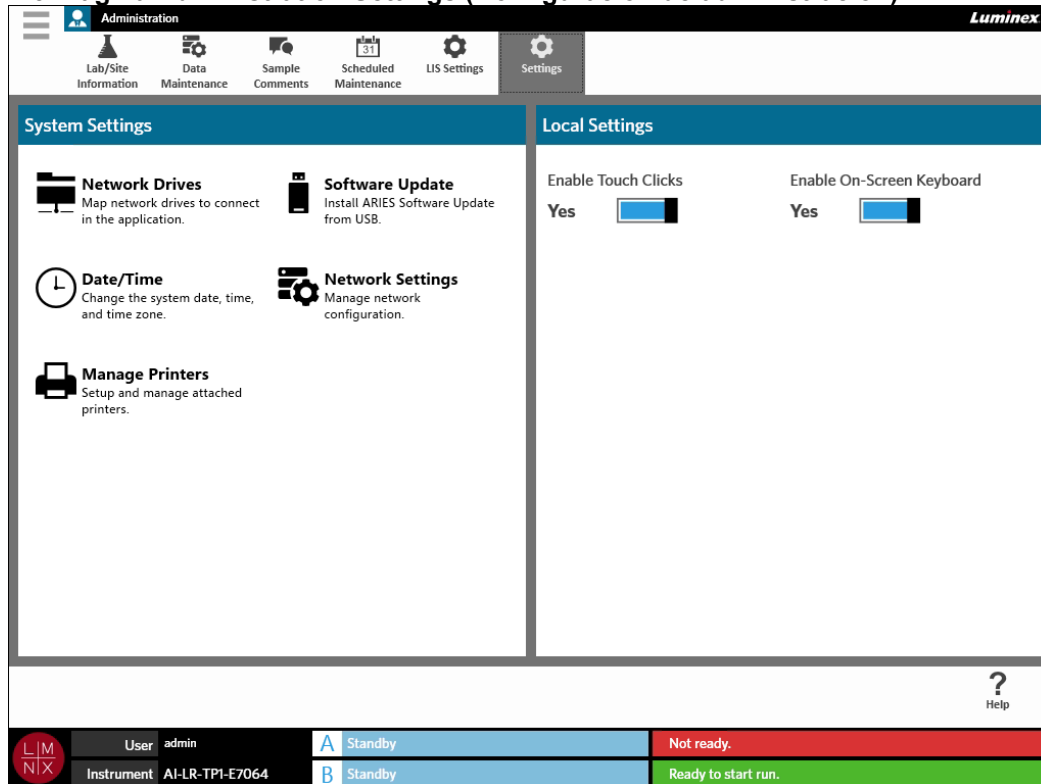 Administration
Luminex
Lab/Site
Information
Data
Maintenance
Sample
Comments
31
Scheduled
Maintenance
LIS Settings
Settings
System Settings
Network Drives
Map network drives to connect
in the application.
Software Update
Install ARIES Software Update
from USB.
Date/Time
Change the system date, time,
and time zone.
Network Settings
Manage network
configuration.
Manage Printers
Setup and manage attached
printers.
Local Settings
Enable Touch Clicks
Yes
Enable On-Screen Keyboard
Yes
?
Help
L M
N X
User admin
A Standby
Not ready.
Instrument AI-LR-TP1-E7064
B Standby
Ready to start run.